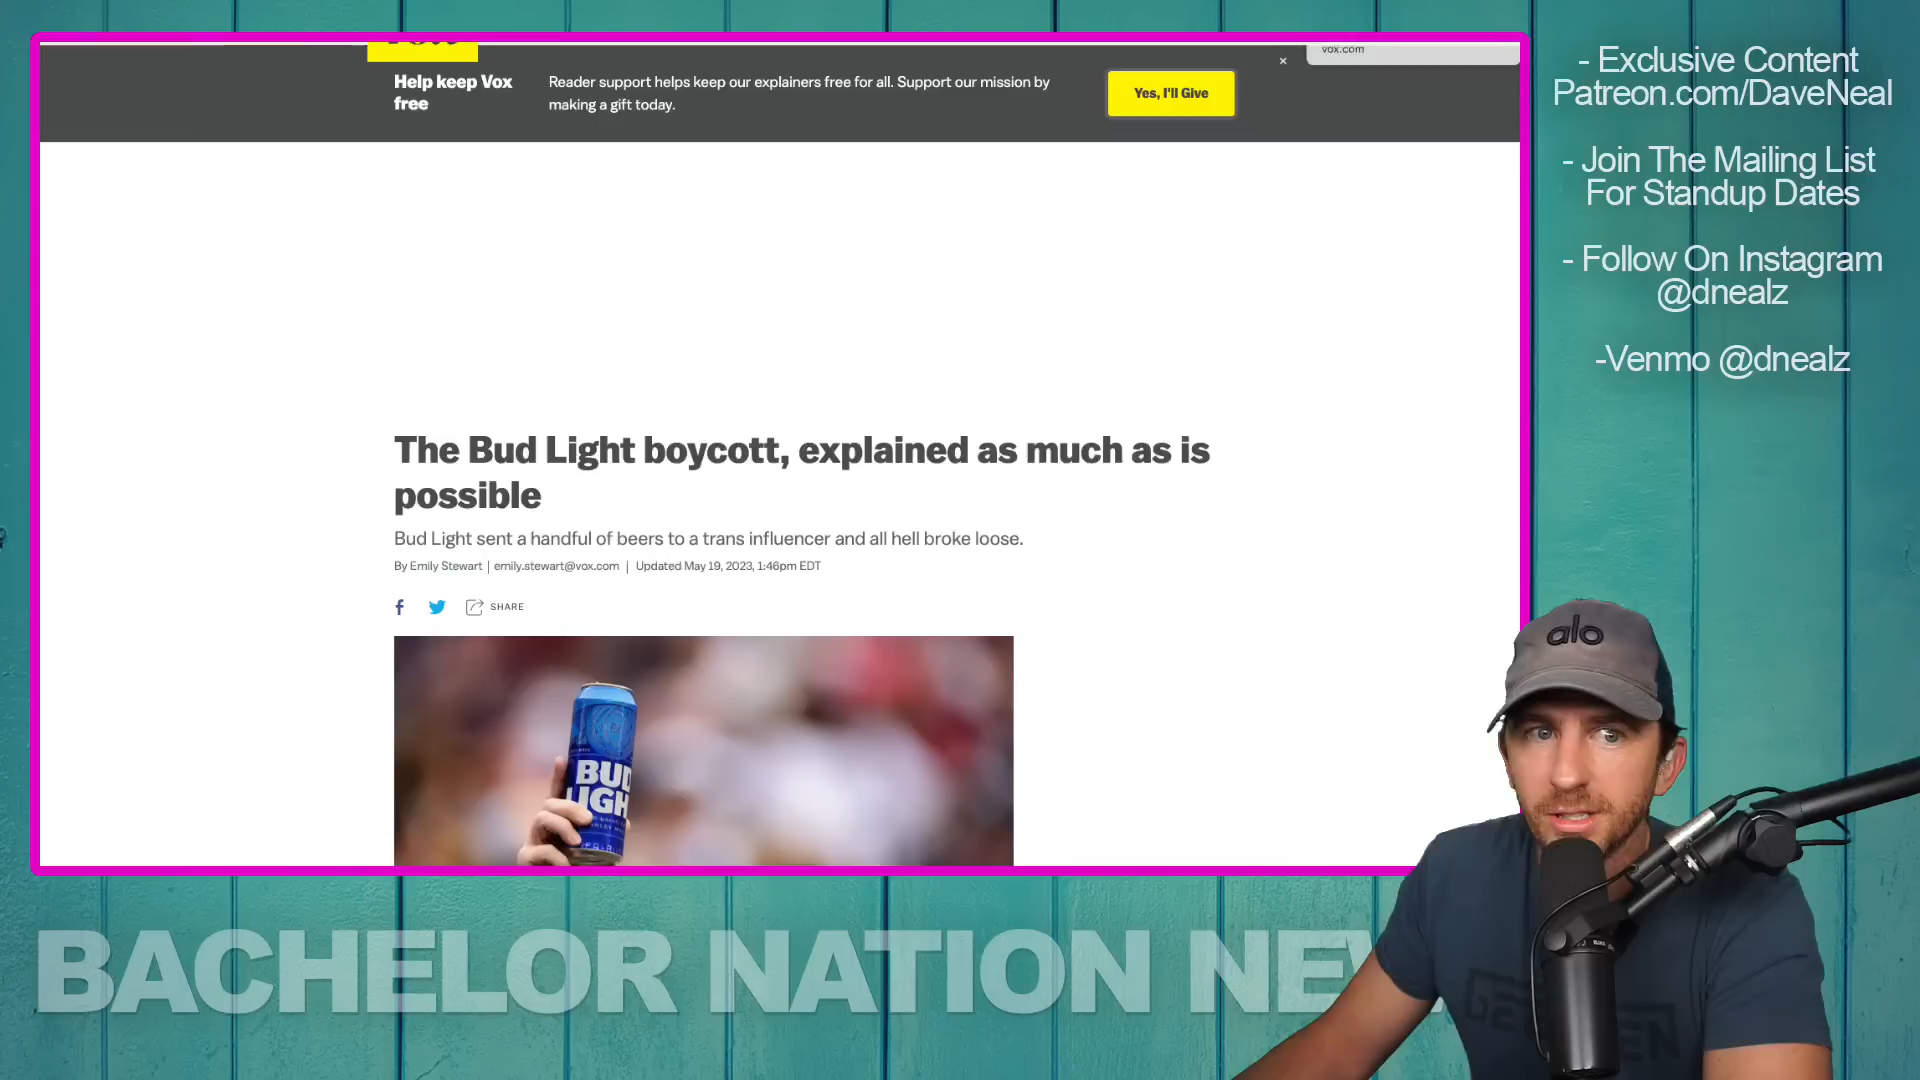 vox.com
Help keep Vox
free
Reader support helps keep our explainers free for all. Support our mission by
making a gift today.
×
Yes, I'll Give
The Bud Light boycott, explained as much as is
possible
Bud Light sent a handful of beers to a trans influencer and all hell broke loose.
By Emily Stewart | emily.stewart@vox.com | Updated May 19, 2023, 1:46pm EDT
SHARE
BUD
LIGH
- Exclusive Content
Patreon.com/DaveNeal
- Join The Mailing List
For Standup Dates
- Follow On Instagram
@dnealz
-Venmo @dnealz
alo
BACHELOR NATION NEW